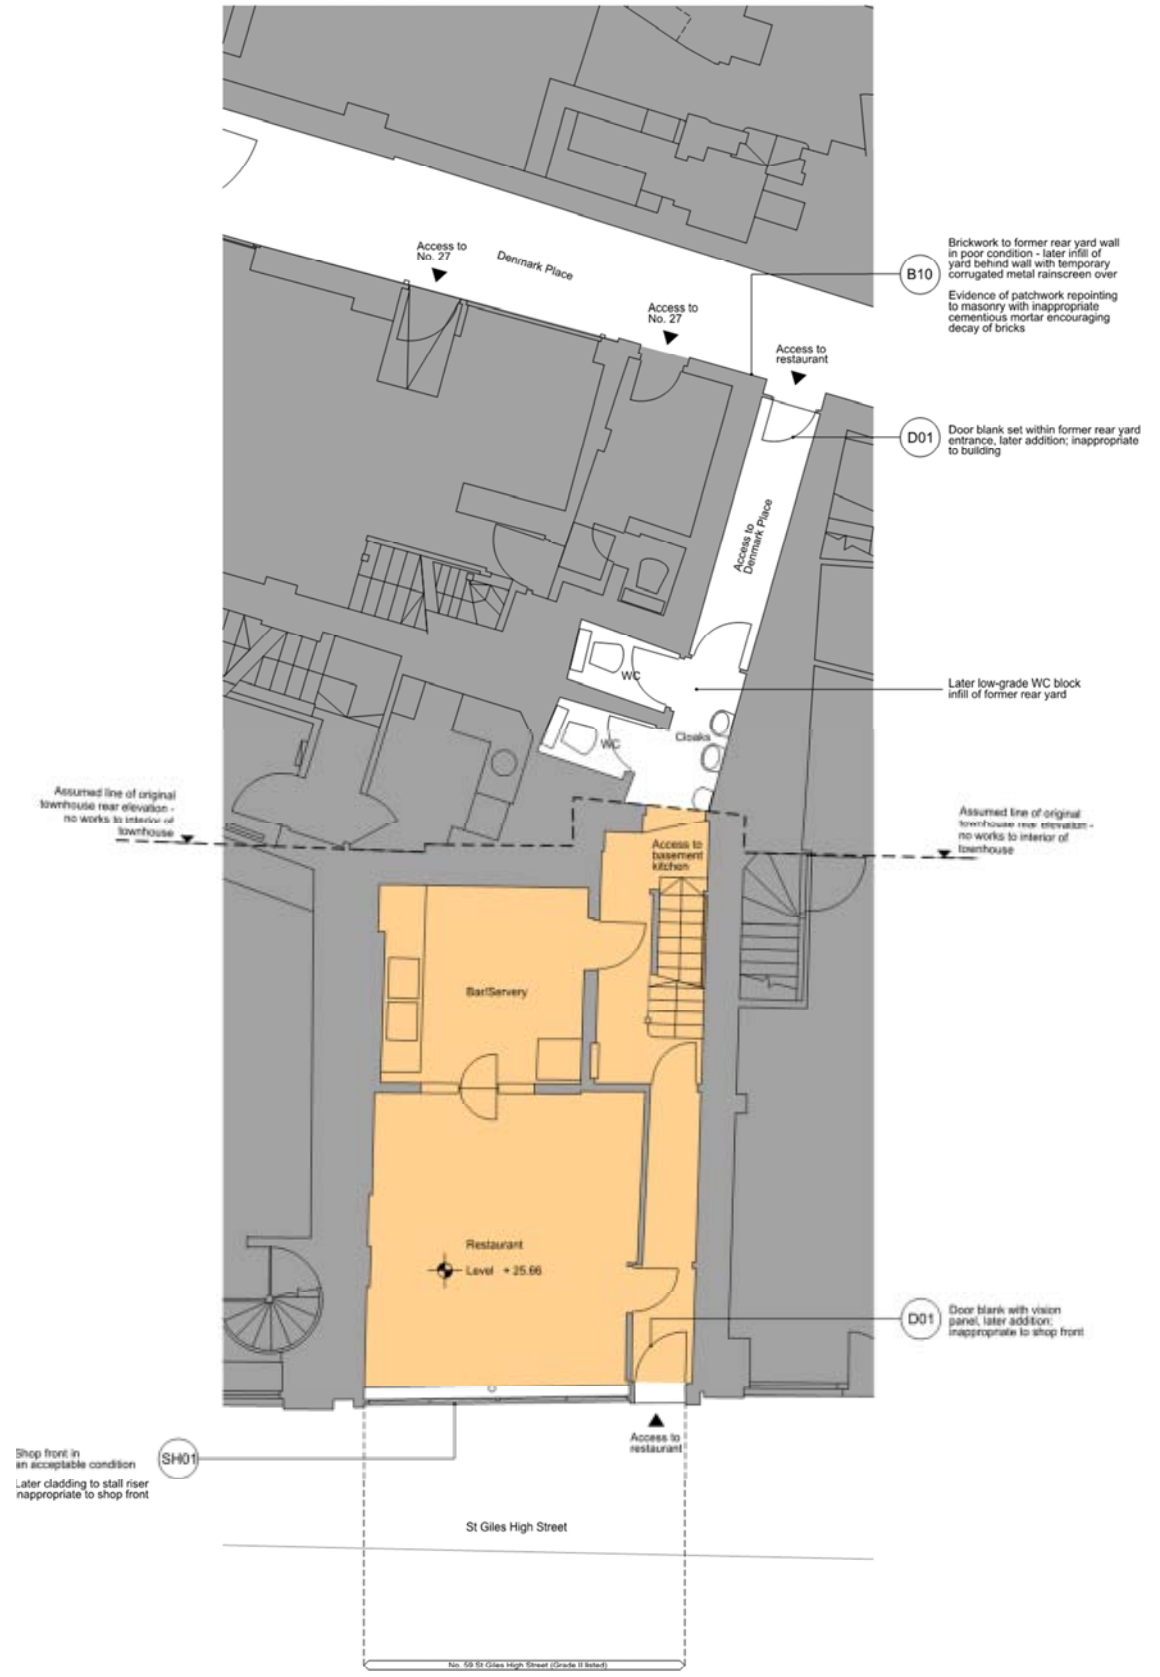 Access to
No. 27
Denmark Place
Access to
No. 27
Access to
restaurant
B10
Brickwork to former rear yard wall
in poor condition - later infill of
yard behind wall with temporary
corrugated metal rainscreen over
Evidence of patchwork repointing
to masonry with inappropriate
cementious mortar encouraging
decay of bricks
D01
Door blank set within former rear yard
entrance, later addition; inappropriate
to building
Access to
Denmark Place
WC
Later low-grade WC block
infill of former rear yard
WC
Cloaks
Assumed line of original
townhouse rear elevation -
no works to interior of
townhouse
Assumed line of original
townhouse rear elevation -
no works to interior of
townhouse
Access to
basement
kitchen
Bar/Servery
Restaurant
Level + 25.66
D01
Door blank with vision
panel, later addition;
inappropriate to shop front
Access to
restaurant
SH01
Shop front in
an acceptable condition
Later cladding to stall riser
inappropriate to shop front
St Giles High Street
No. 59 St Giles High Street (Grade II listed)